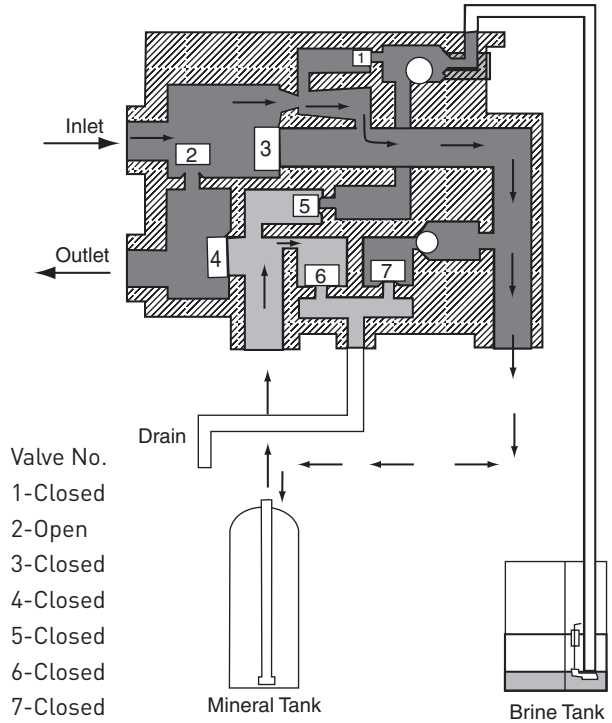 1
Inlet
2
3
5
Outlet
4
6
7
Drain
Valve No.
1-Closed
2-Open
3-Closed
4-Closed
5-Closed
6-Closed
7-Closed
Mineral Tank
Brine Tank